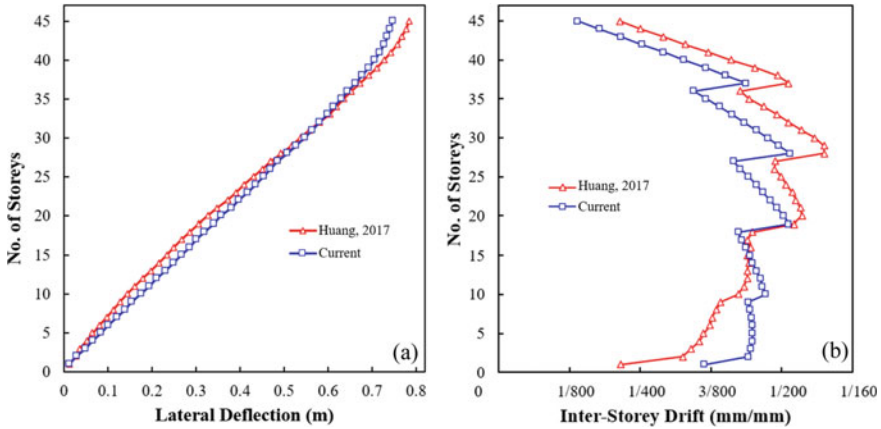 45
40
35
30
25
20
15
10
5
0
No. of Storeys
Huang, 2017
Current
(a)
0 0.1 0.2 0.3 0.4 0.5 0.6 0.7 0.8
Lateral Deflection (m)
45
40
35
30
25
20
15
10
5
0
No. of Storeys
Huang, 2017
Current
(b)
0 1/800 1/400 3/800 1/200 1/160
Inter-Storey Drift (mm/mm)